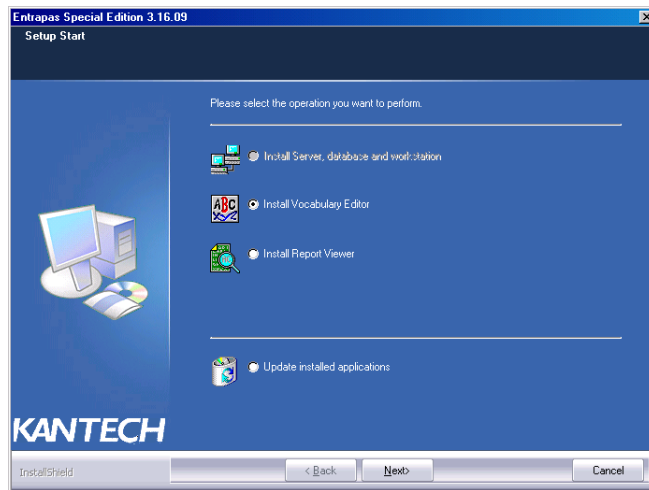 Entrapas Special Edition 3.16.09
Setup Start
Please select the operation you want to perform.
Install Server, database and workstation
ABC
Install Vocabulary Editor
Install Report Viewer
Update installed applications
KANTECH
InstallShield
< Back
Next>
Cancel